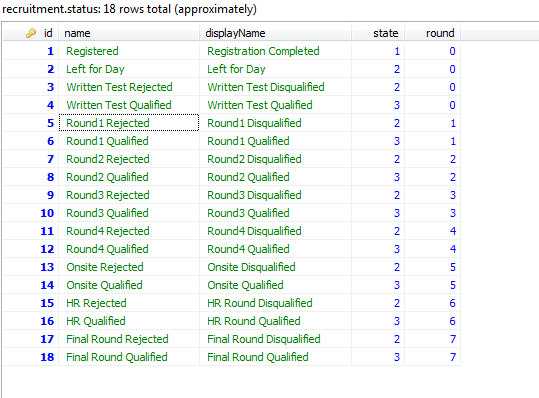 recruitment.status: 18 rows total (approximately)
id name displayName state round
1 Registered Registration Completed 1 0
2 Left for Day Left for Day 2 0
3 Written Test Rejected Written Test Disqualified 2 0
4 Written Test Qualified Written Test Qualified 3 0
5 Round1 Rejected Round1 Disqualified 2 1
6 Round1 Qualified Round1 Qualified 3 1
7 Round2 Rejected Round2 Disqualified 2 2
8 Round2 Qualified Round2 Qualified 3 2
9 Round3 Rejected Round3 Disqualified 2 3
10 Round3 Qualified Round3 Qualified 3 3
11 Round4 Rejected Round4 Disqualified 2 4
12 Round4 Qualified Round4 Qualified 3 4
13 Onsite Rejected Onsite Disqualified 2 5
14 Onsite Qualified Onsite Qualified 3 5
15 HR Rejected HR Round Disqualified 2 6
16 HR Qualified HR Round Qualified 3 6
17 Final Round Rejected Final Round Disqualified 2 7
18 Final Round Qualified Final Round Qualified 3 7